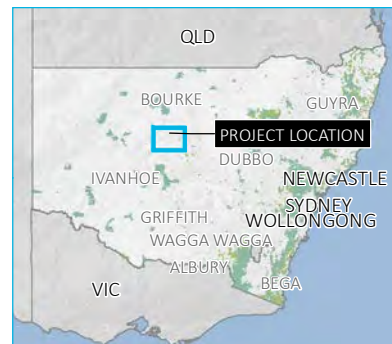 QLD
BOURKE
GUYRA
PROJECT LOCATION
DUBBO
IVANHOE
NEWCASTLE
SYDNEY
GRIFFITH
WOLLONGONG
WAGGA WAGGA
ALBURY
VIC
BEGA